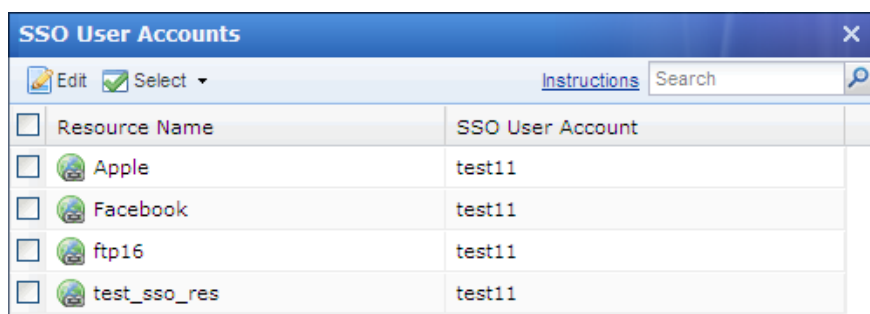 SSO User Accounts
Edit Select Instructions Search
Resource Name SSO User Account
Apple test11
Facebook test11
ftp16 test11
test_sso_res test11